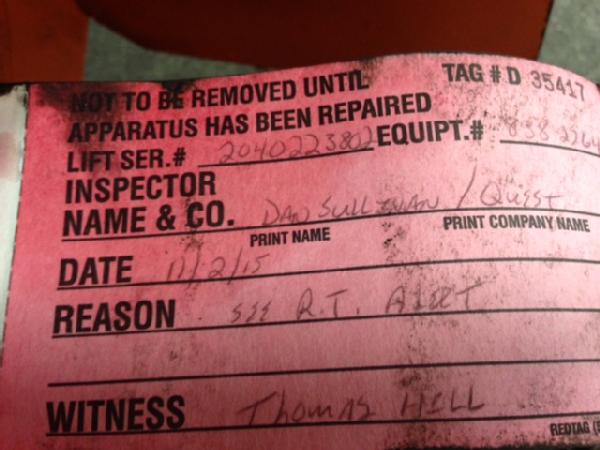 NOT TO BE REMOVED UNTIL TAG # D 35417
APPARATUS HAS BEEN REPAIRED
LIFT SER.# 2040223802 EQUIPT.#
INSPECTOR
NAME & CO. DAN SULLIVAN / QUEST
PRINT NAME PRINT COMPANY NAME
DATE 11/2/15
REASON SEE R.T. ALERT
WITNESS THOMAS HILL
REDTAG